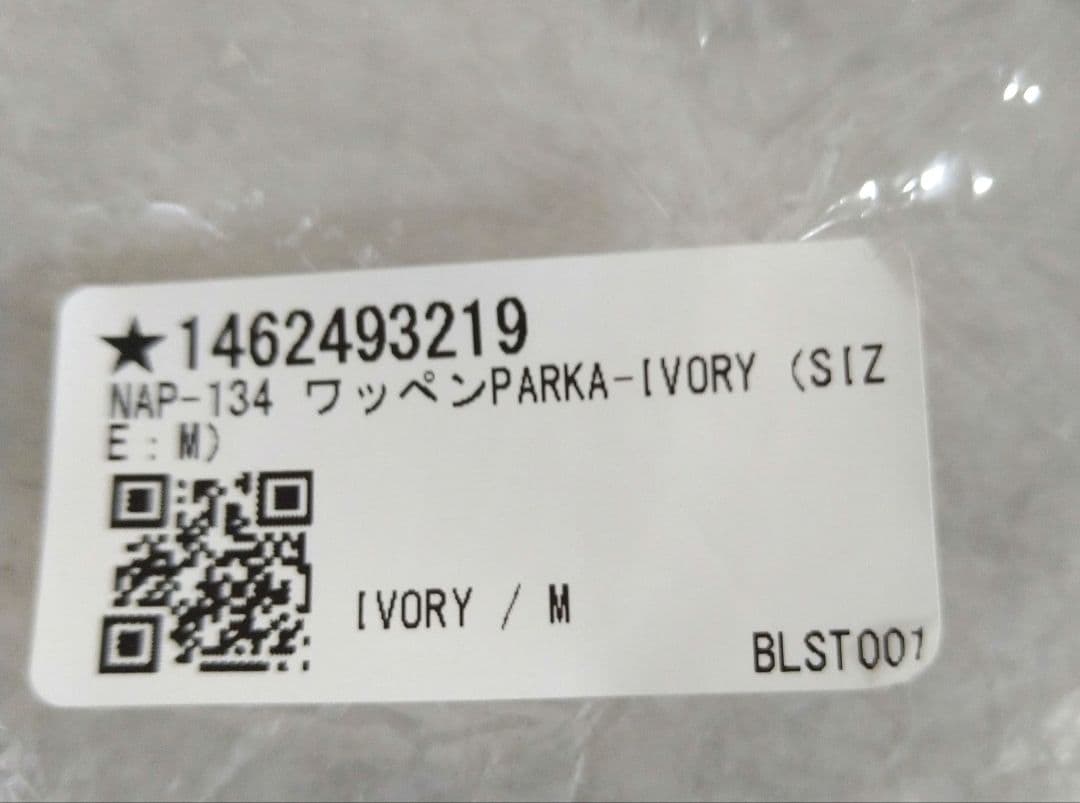 ★1462493219
NAP-134 ワッペンPARKA-IVORY (SIZ
E:M)
IVORY / M
BLST001